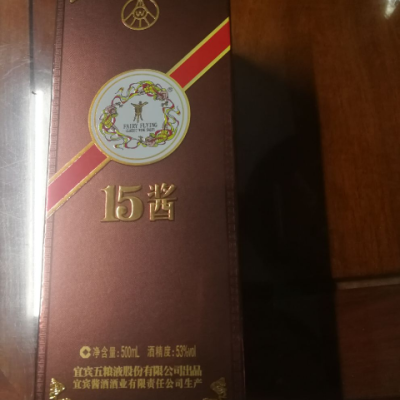 W
FAIRY FLYING
15酱
净含量:500mL 酒精度:53%vol
宜宾五粮液股份有限公司出品
宜宾酱酒酒业有限责任公司生产